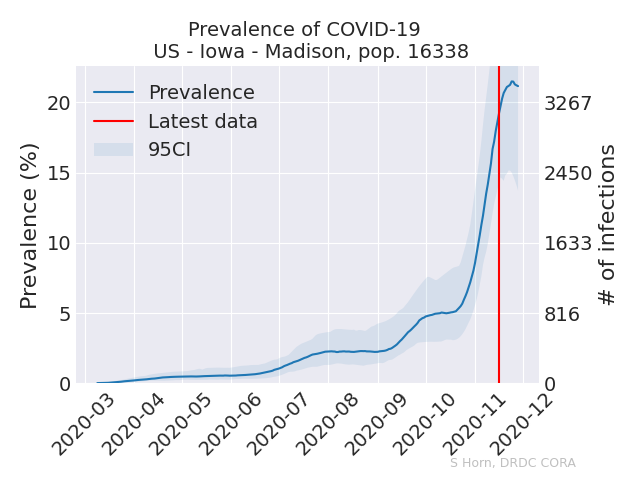 Prevalence of COVID-19
US - Iowa - Madison, pop. 16338
Prevalence
Latest data
95CI
Prevalence (%)
20
15
10
5
0
3267
2450
1633
816
0
# of infections
2020-03
2020-04
2020-05
2020-06
2020-07
2020-08
2020-09
2020-10
2020-11
2020-12
S Horn, DRDC CORA